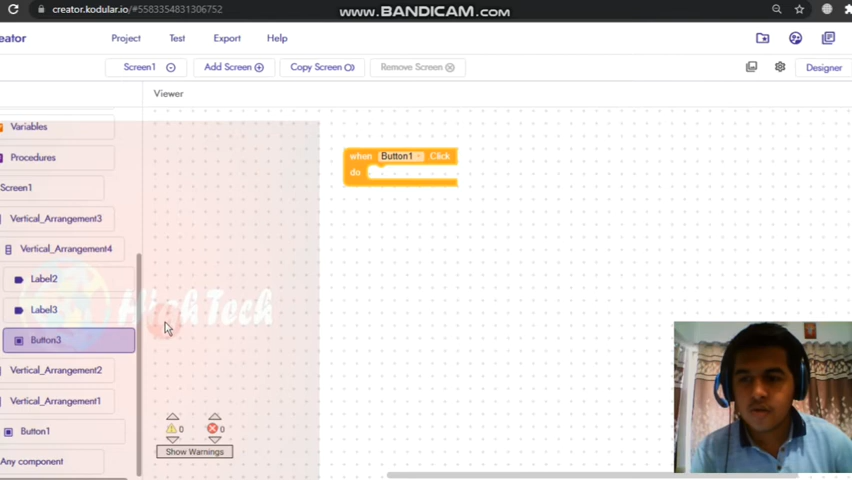 creator.kodular.io/#5583354831306752
www.BANDICAM.com
eator
Project
Test
Export
Help
Screen1
Add Screen
Copy Screen
Remove Screen
Designer
Viewer
Variables
Procedures
Screen1
Vertical_Arrangement3
Vertical_Arrangement4
Label2
Label3
Button3
Vertical_Arrangement2
Vertical_Arrangement1
Button1
Any component
when Button1 Click
do
High Tech
0
0
Show Warnings